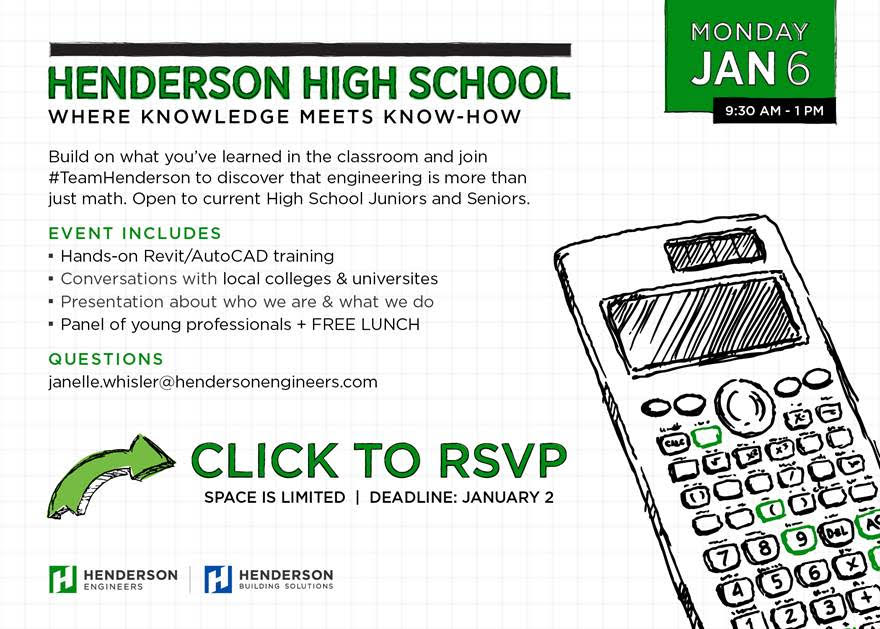 MONDAY
JAN 6
9:30 AM - 1 PM
HENDERSON HIGH SCHOOL
WHERE KNOWLEDGE MEETS KNOW-HOW
Build on what you’ve learned in the classroom and join
#TeamHenderson to discover that engineering is more than
just math. Open to current High School Juniors and Seniors.
EVENT INCLUDES
▪ Hands-on Revit/AutoCAD training
▪ Conversations with local colleges & universites
▪ Presentation about who we are & what we do
▪ Panel of young professionals + FREE LUNCH
QUESTIONS
janelle.whisler@hendersonengineers.com
CLICK TO RSVP
SPACE IS LIMITED | DEADLINE: JANUARY 2
HENDERSON
ENGINEERS
HENDERSON
BUILDING SOLUTIONS
CALC
( )
7 8 9 DEL AC
4 5 6 x
1 2 3 +